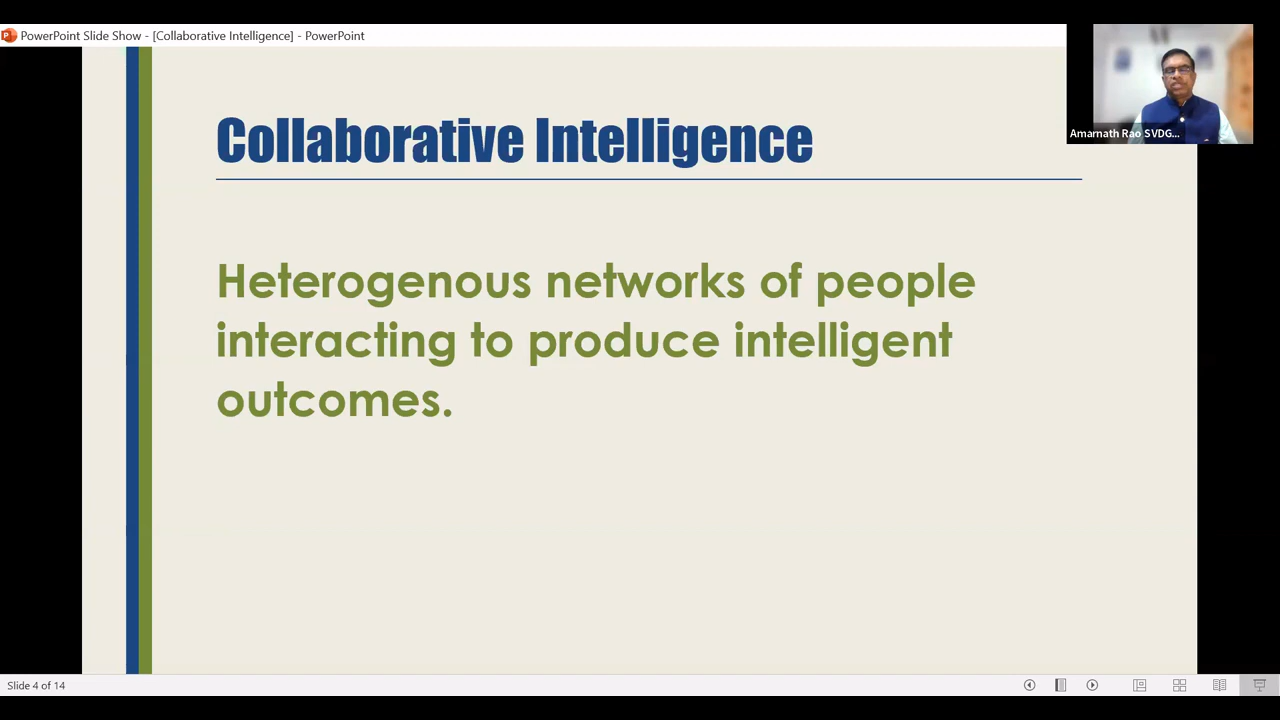 PowerPoint Slide Show - [Collaborative Intelligence] - PowerPoint
Amarnath Rao SVDG...
Collaborative Intelligence
Heterogenous networks of people
interacting to produce intelligent
outcomes.
Slide 4 of 14